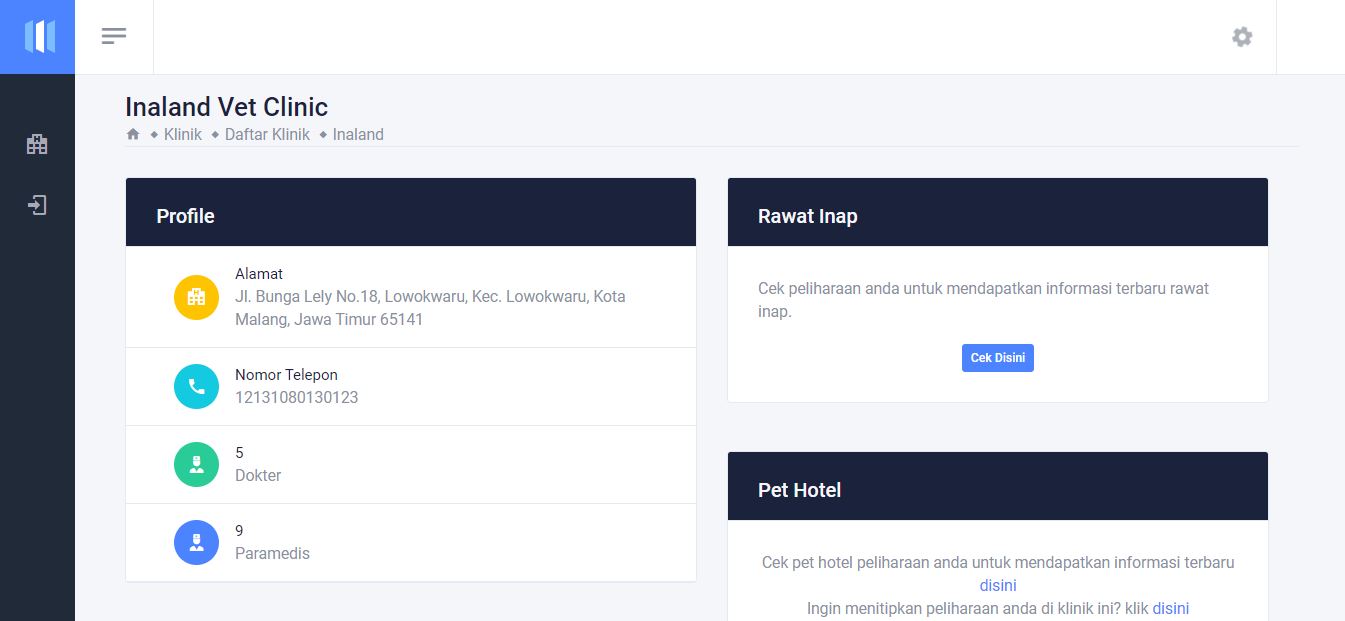 Inaland Vet Clinic
Klinik Daftar Klinik Inaland
Profile
Alamat
Jl. Bunga Lely No.18, Lowokwaru, Kec. Lowokwaru, Kota
Malang, Jawa Timur 65141
Nomor Telepon
12131080130123
5
Dokter
9
Paramedis
Rawat Inap
Cek peliharaan anda untuk mendapatkan informasi terbaru rawat
inap.
Cek Disini
Pet Hotel
Cek pet hotel peliharaan anda untuk mendapatkan informasi terbaru
disini
Ingin menitipkan peliharaan anda di klinik ini? klik disini